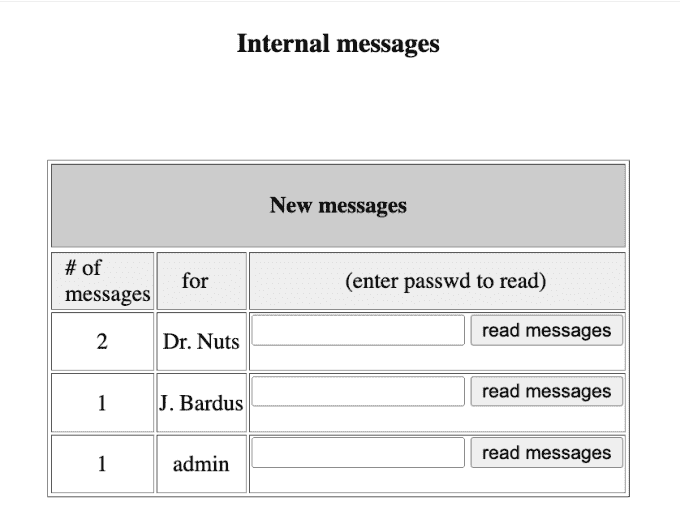 Internal messages
New messages
# of
messages
for
(enter passwd to read)
2
Dr. Nuts
read messages
1
J. Bardus
read messages
1
admin
read messages